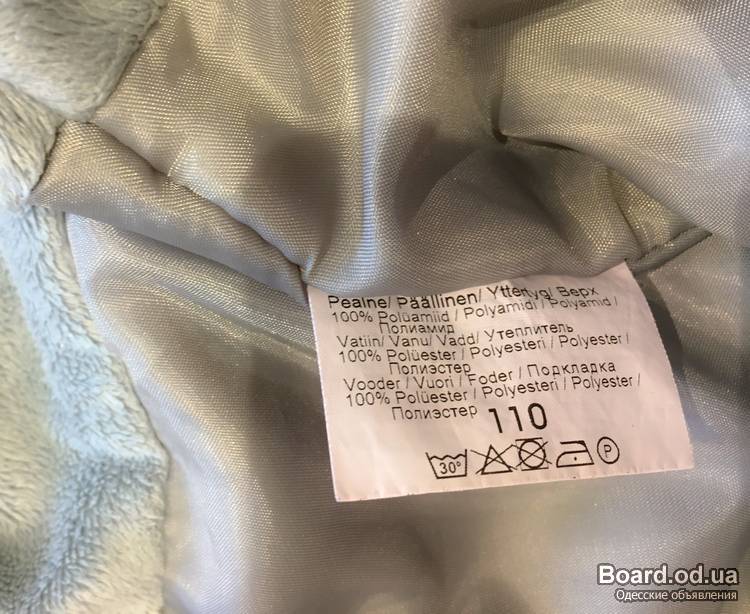 Pealne/ Päällinen/ Yttertyg/ Верх
100% Polüamiid / Polyamidi / Polyamid /
Полиамид
Vatiin/ Vanu/ Vadd/ Утеплитель
100% Polüester / Polyesteri / Polyester /
Полиэстер
Vooder / Vuori / Foder / Подкладка
100% Polüester / Polyesteri / Polyester /
Полиэстер 110
30° P
Board.od.ua
Одесские объявления